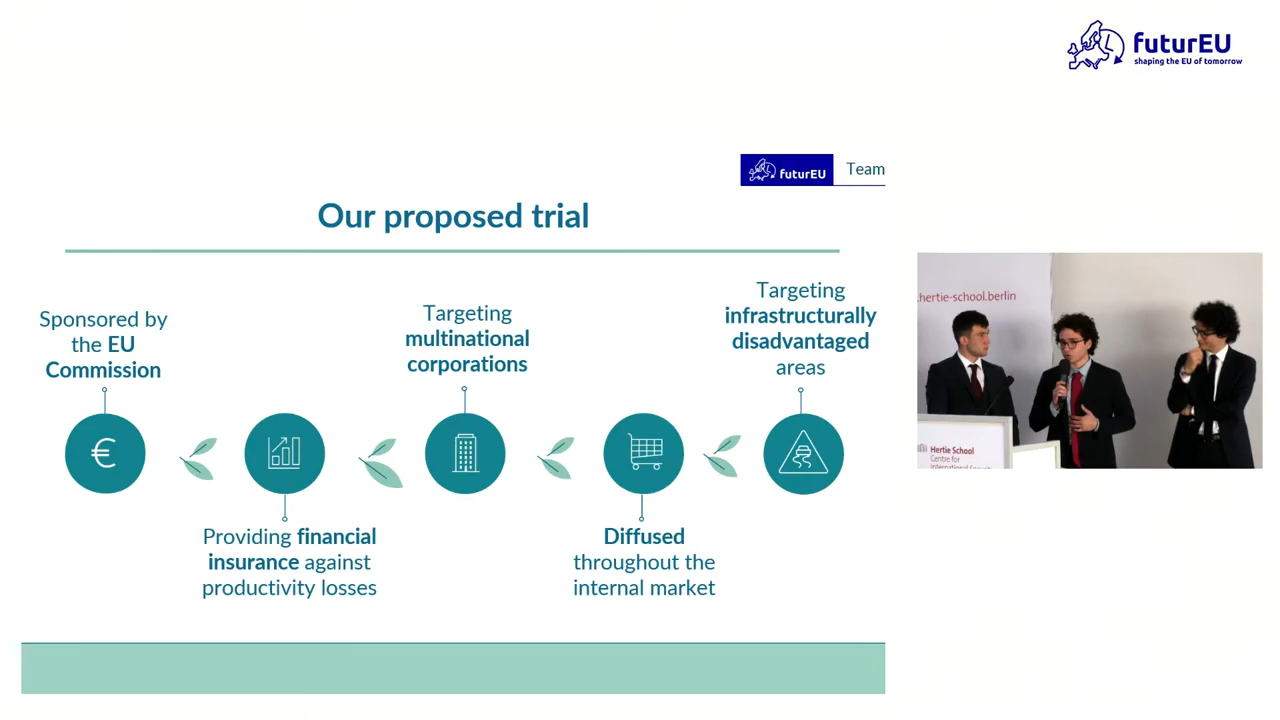 futurEU
shaping the EU of tomorrow
futurEU
Team
Our proposed trial
Sponsored by
the EU
Commission
€
Providing financial
insurance against
productivity losses
Targeting
multinational
corporations
Diffused
throughout the
internal market
Targeting
infrastructurally
disadvantaged
areas
.hertie-school.berlin
Hertie School
Centre for